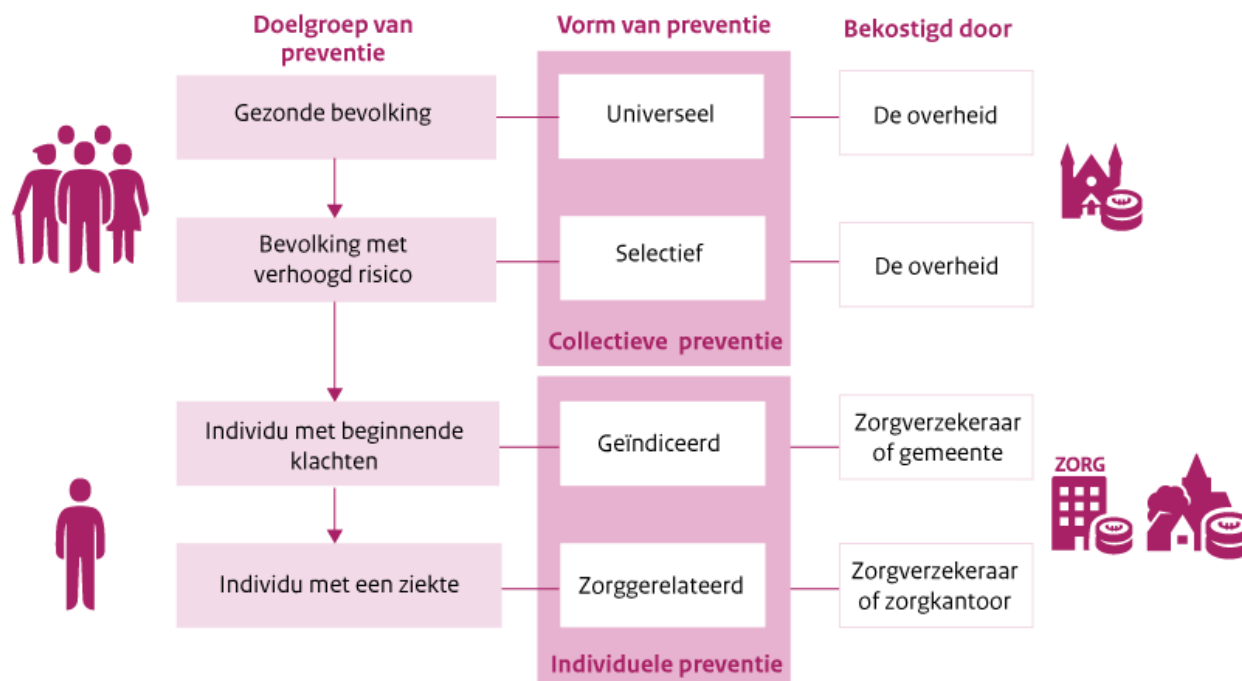 Doelgroep van
preventie
Vorm van preventie
Bekostigd door
Gezonde bevolking
Universeel
De overheid
Bevolking met
verhoogd risico
Selectief
De overheid
Collectieve preventie
Individu met beginnende
klachten
Geïndiceerd
Zorgverzekeraar
of gemeente
ZORG
Individu met een ziekte
Zorggerelateerd
Zorgverzekeraar
of zorgkantoor
Individuele preventie